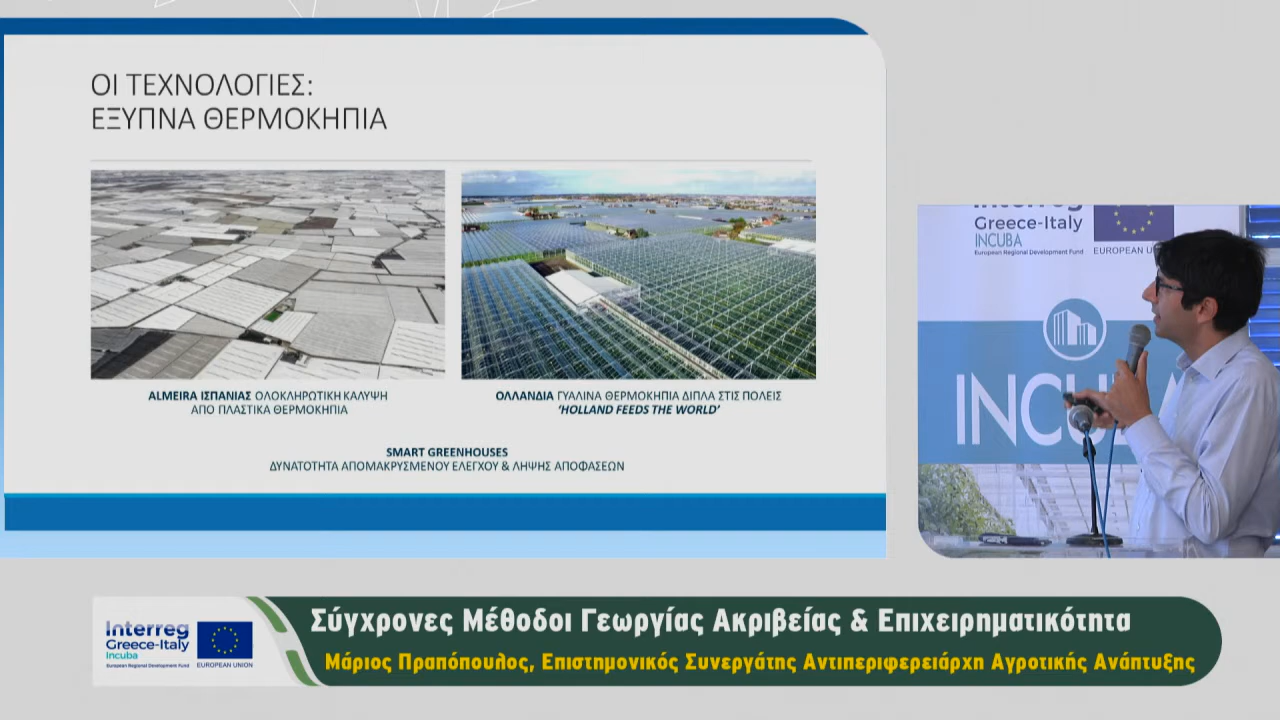 ΟΙ ΤΕΧΝΟΛΟΓΙΕΣ:
ΕΞΥΠΝΑ ΘΕΡΜΟΚΗΠΙΑ
ALMEIRA ΙΣΠΑΝΙΑΣ ΟΛΟΚΛΗΡΩΤΙΚΗ ΚΑΛΥΨΗ
ΑΠΟ ΠΛΑΣΤΙΚΑ ΘΕΡΜΟΚΗΠΙΑ
ΟΛΛΑΝΔΙΑ ΓΥΑΛΙΝΑ ΘΕΡΜΟΚΗΠΙΑ ΔΙΠΛΑ ΣΤΙΣ ΠΟΛΕΙΣ
‘HOLLAND FEEDS THE WORLD’
SMART GREENHOUSES
ΔΥΝΑΤΟΤΗΤΑ ΑΠΟΜΑΚΡΥΣΜΕΝΟΥ ΕΛΕΓΧΟΥ & ΛΗΨΗΣ ΑΠΟΦΑΣΕΩΝ
Interreg
Greece-Italy
INCUBA
European Regional Development Fund
EUROPEAN
INCU
Interreg
Greece-Italy
Incuba
European Regional Development Fund
EUROPEAN UNION
Σύγχρονες Μέθοδοι Γεωργίας Ακριβείας & Επιχειρηματικότητα
Μάριος Πραπόπουλος, Επιστημονικός Συνεργάτης Αντιπεριφερειάρχη Αγροτικής Ανάπτυξης